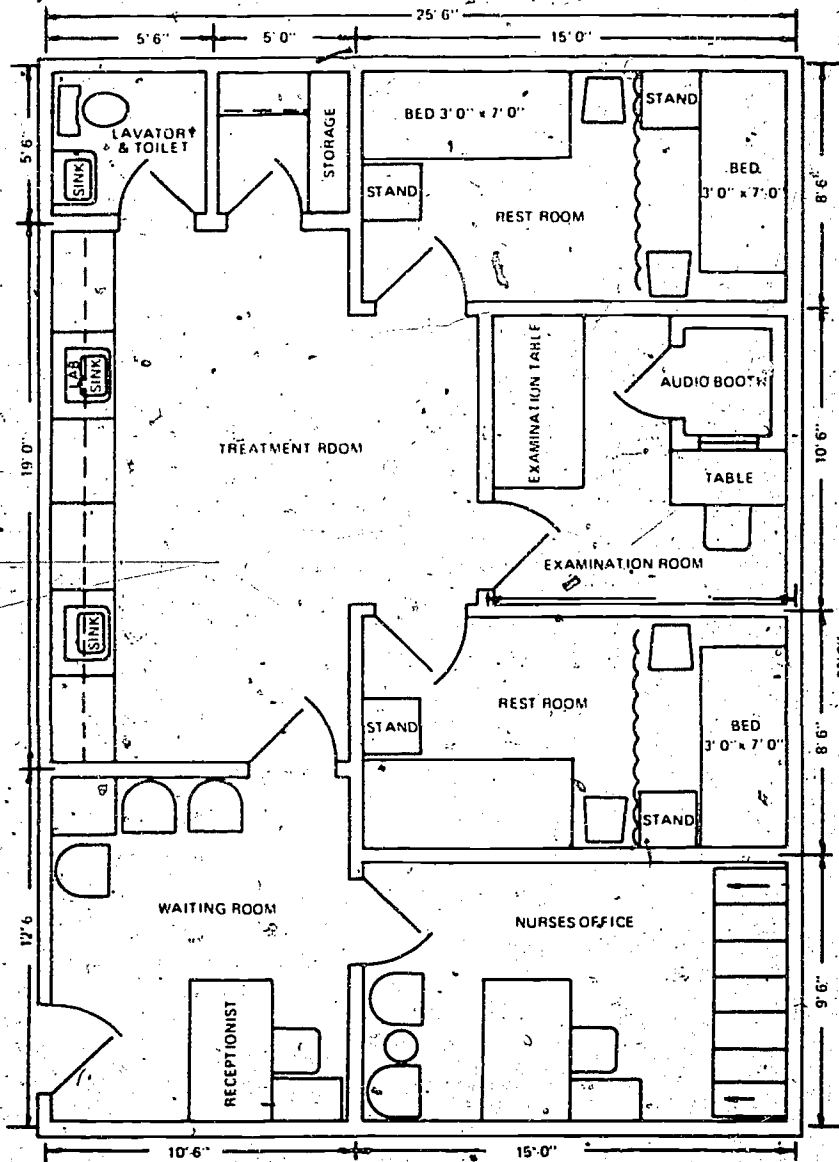 25'6"
5'6"
5'0"
15'0"
LAVATORY
& TOILET
SINK
5'6"
STORAGE
BED 3'0" x 7'0"
STAND
STAND
BED
3'0" x 7'0"
REST ROOM
8'6"
LAB
SINK
19'0"
TREATMENT ROOM
EXAMINATION TABLE
AUDIO BOOTH
TABLE
10'6"
EXAMINATION ROOM
SINK
REST ROOM
STAND
BED
3'0" x 7'0"
STAND
8'6"
WAITING ROOM
12'6
RECEPTIONIST
NURSES OFFICE
9'6"
10'6"
15'0"